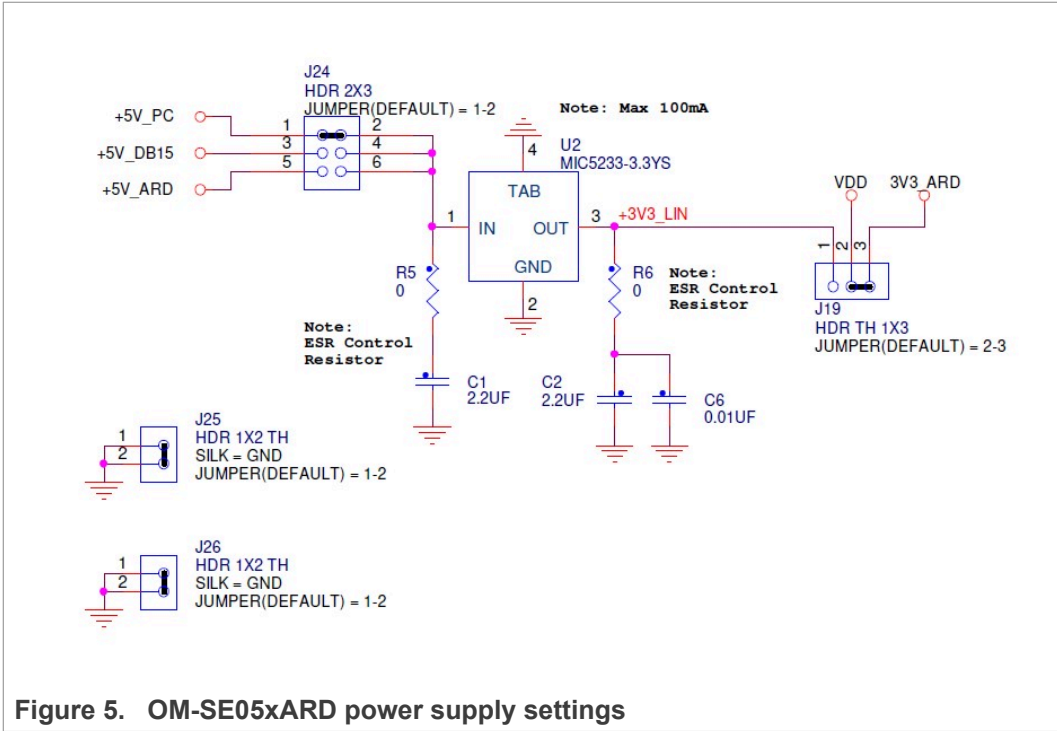 J24
HDR 2X3
JUMPER(DEFAULT) = 1-2
+5V_PC
+5V_DB15
+5V_ARD
1 2
3 4
5 6
Note: Max 100mA
4
U2
MIC5233-3.3YS
TAB
1 IN OUT 3
GND
2
+3V3_LIN
VDD 3V3_ARD
1 2 3
J19
HDR TH 1X3
JUMPER(DEFAULT) = 2-3
R5
0
Note:
ESR Control
Resistor
C1
2.2UF
R6
0
Note:
ESR Control
Resistor
C2
2.2UF
C6
0.01UF
J25
HDR 1X2 TH
SILK = GND
JUMPER(DEFAULT) = 1-2
1
2
J26
HDR 1X2 TH
SILK = GND
JUMPER(DEFAULT) = 1-2
1
2
Figure 5. OM-SE05xARD power supply settings